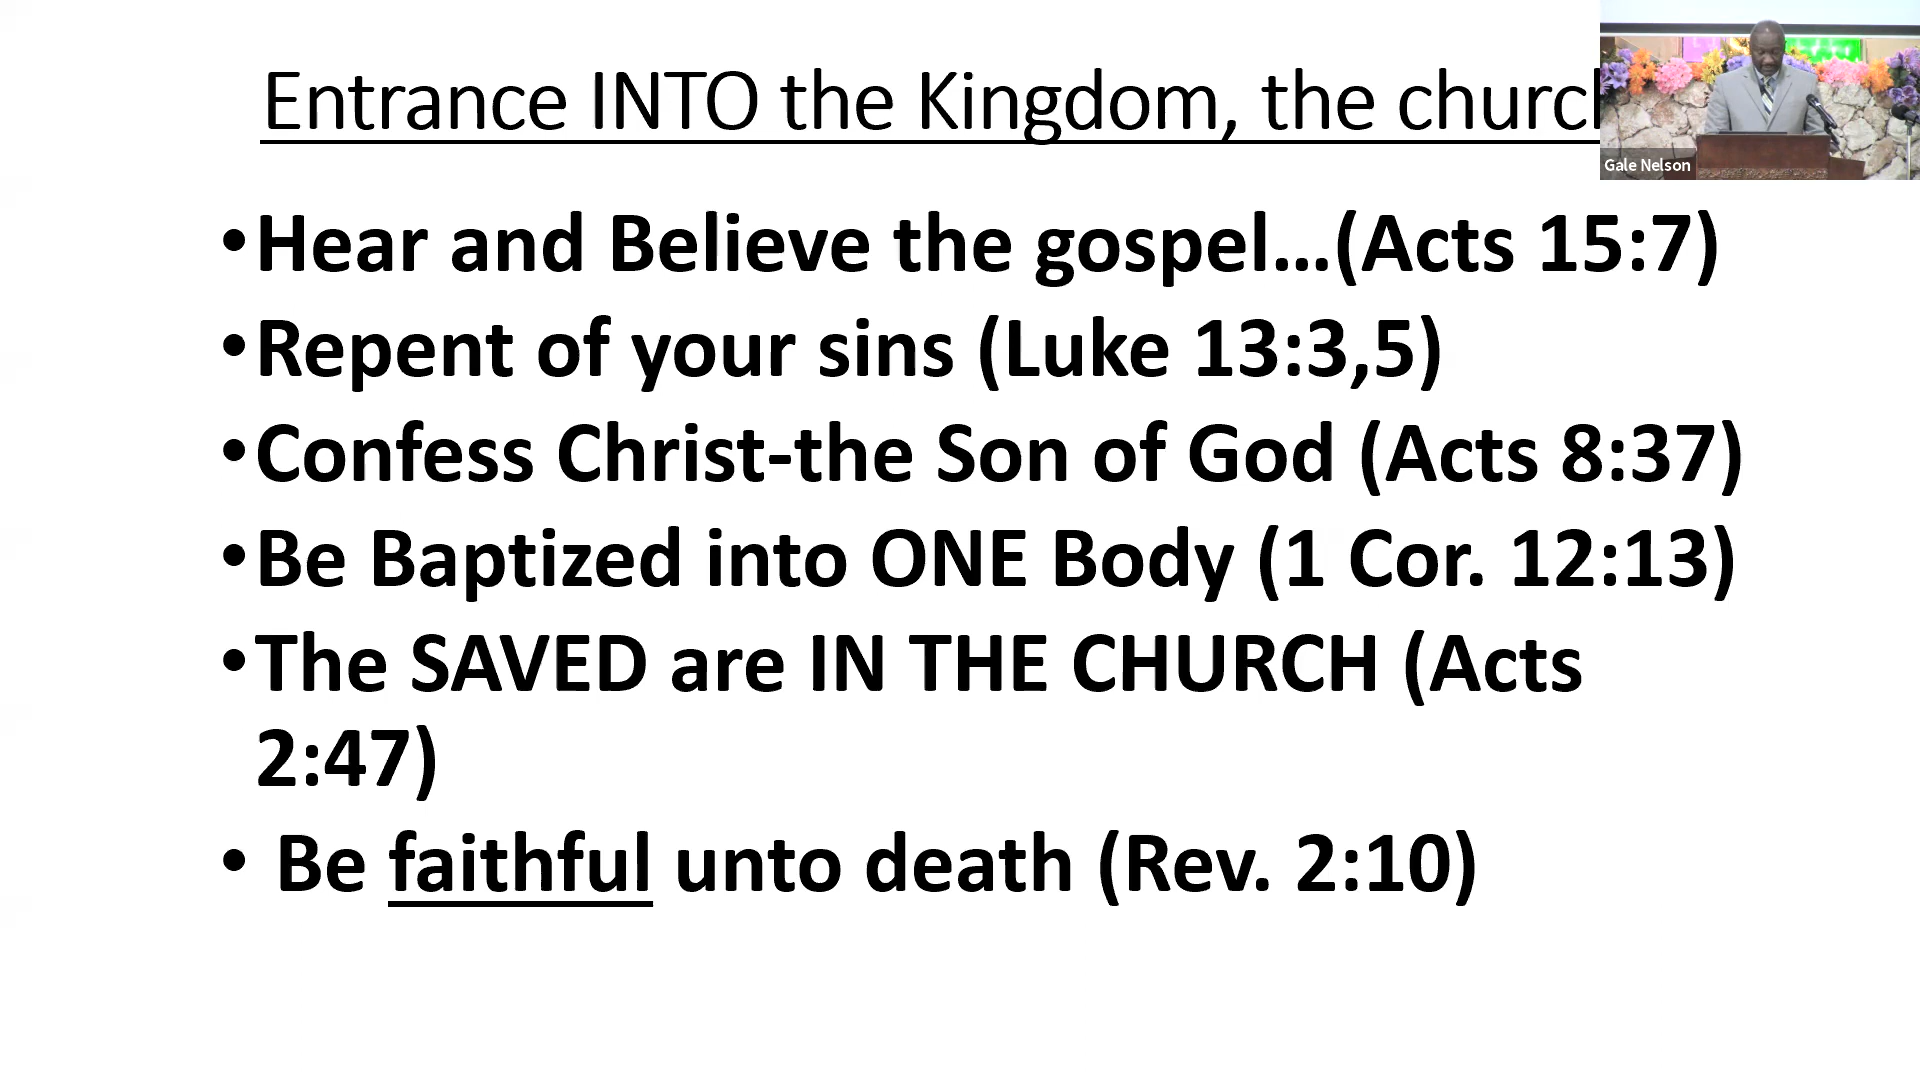 Entrance INTO the Kingdom, the churc
Gale Nelson
•Hear and Believe the gospel…(Acts 15:7)
•Repent of your sins (Luke 13:3,5)
•Confess Christ-the Son of God (Acts 8:37)
•Be Baptized into ONE Body (1 Cor. 12:13)
•The SAVED are IN THE CHURCH (Acts
2:47)
• Be faithful unto death (Rev. 2:10)